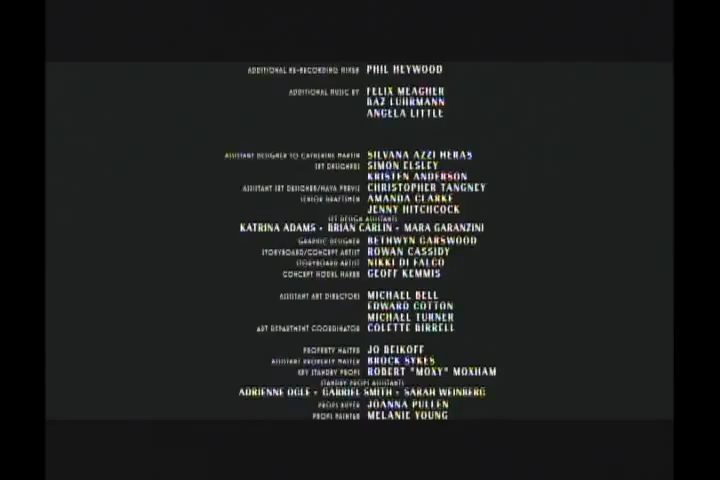 ADDITIONAL RE-RECORDING MIXER PHIL HEYWOOD
ADDITIONAL MUSIC BY FELIX MEAGHER
BAZ LUHRMANN
ANGELA LITTLE
ASSISTANT DESIGNER TO CATHERINE MARTIN SILVANA AZZI HERAS
SET DESIGNERS SIMON ELSLEY
KRISTEN ANDERSON
ASSISTANT SET DESIGNER/MAYA PREVIS CHRISTOPHER TANGNEY
SENIOR DRAFTSMEN AMANDA CLARKE
JENNY HITCHCOCK
SET DESIGN ASSISTANTS
KATRINA ADAMS • BRIAN CARLIN • MARA GARANZINI
GRAPHIC DESIGNER BETHWYN GARSWOOD
STORYBOARD/CONCEPT ARTIST ROWAN CASSIDY
STORYBOARD ARTIST NIKKI DI FALCO
CONCEPT MODEL MAKER GEOFF KEMMIS
ASSISTANT ART DIRECTORS MICHAEL BELL
EDWARD COTTON
MICHAEL TURNER
ART DEPARTMENT COORDINATOR COLETTE BIRRELL
PROPERTY MASTER JO BEIKOFF
ASSISTANT PROPERTY MASTER BROCK SYKES
KEY STANDBY PROPS ROBERT "MOXY" MOXHAM
STANDBY PROPS ASSISTANTS
ADRIENNE OGLE • GABRIEL SMITH • SARAH WEINBERG
PROPS BUYER JOANNA PULLEN
PROPS PAINTER MELANIE YOUNG